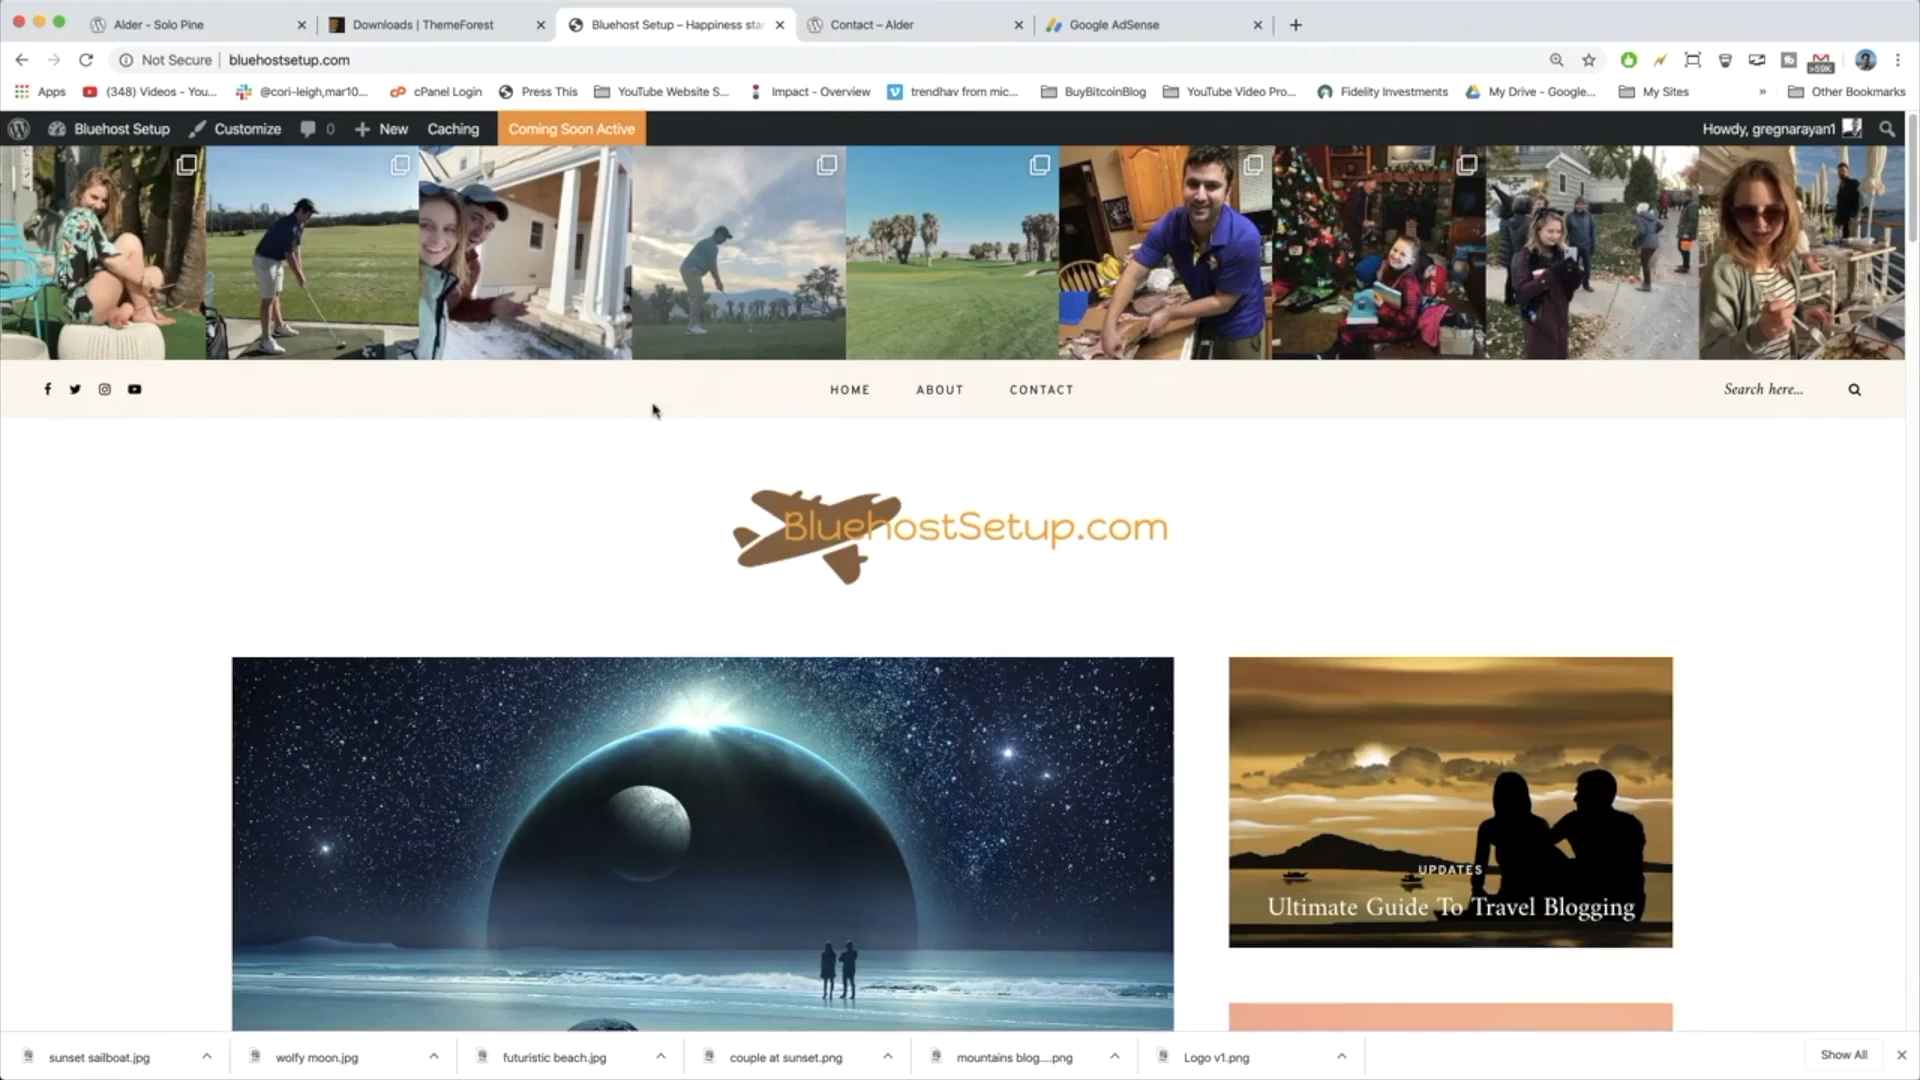 Alder - Solo Pine
Downloads | ThemeForest
Bluehost Setup – Happiness star
Contact – Alder
Google AdSense
Not Secure | bluehostsetup.com
>59K
Apps
(348) Videos - You...
@cori-leigh,mar10...
cPanel Login
Press This
YouTube Website S...
Impact - Overview
trendhav from mic...
BuyBitcoinBlog
YouTube Video Pro...
Fidelity Investments
My Drive - Google...
My Sites
»
Other Bookmarks
Bluehost Setup
Customize
0
New
Caching
Coming Soon Active
Howdy, gregnarayan1
HOME
ABOUT
CONTACT
Search here...
BluehostSetup.com
UPDATES
Ultimate Guide To Travel Blogging
sunset sailboat.jpg
wolfy moon.jpg
futuristic beach.jpg
couple at sunset.png
mountains blog....png
Logo v1.png
Show All